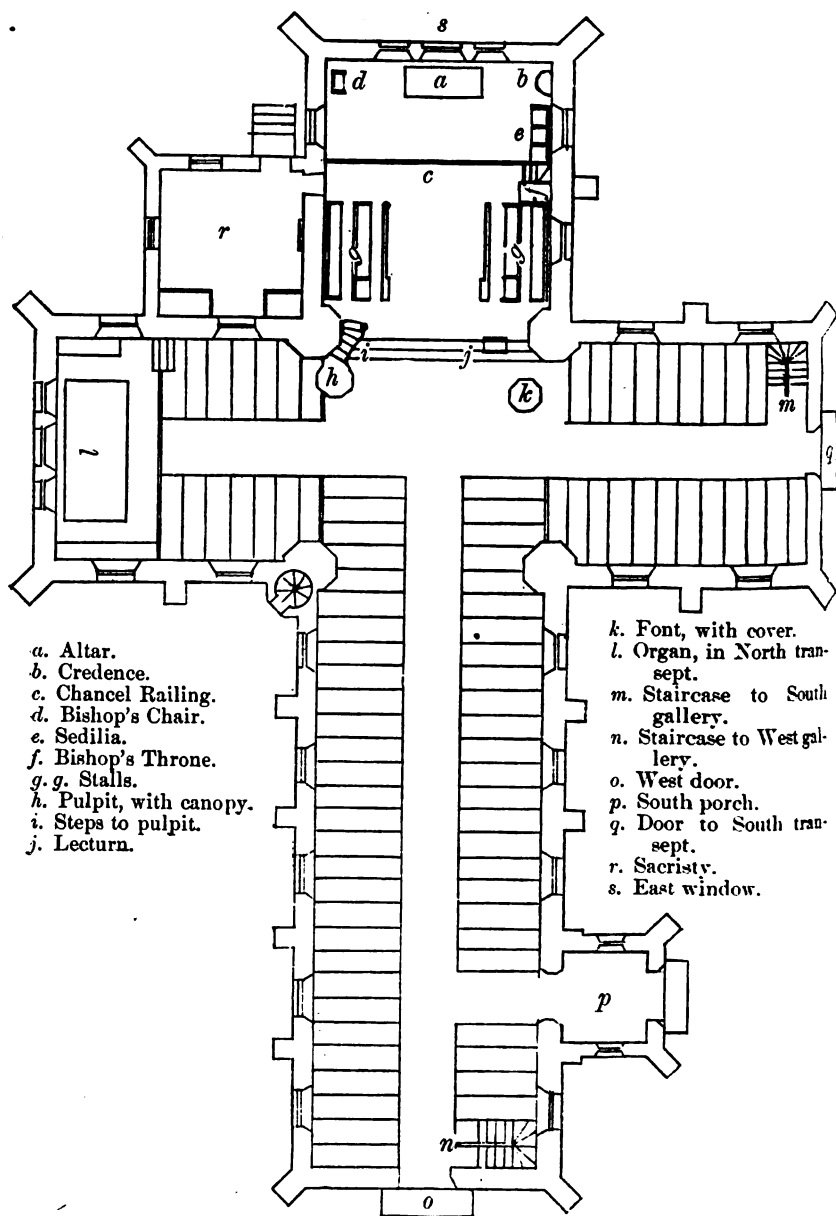 s
d
a
b
e
c
f
r
g
g
i
j
h
k
m
l
q
a. Altar.
b. Credence.
c. Chancel Railing.
d. Bishop's Chair.
e. Sedilia.
f. Bishop's Throne.
g. g. Stalls.
h. Pulpit, with canopy.
i. Steps to pulpit.
j. Lecturn.
k. Font, with cover.
l. Organ, in North tran-
sept.
m. Staircase to South
gallery.
n. Staircase to West gal-
lery.
o. West door.
p. South porch.
q. Door to South tran-
sept.
r. Sacristy.
s. East window.
p
n
o